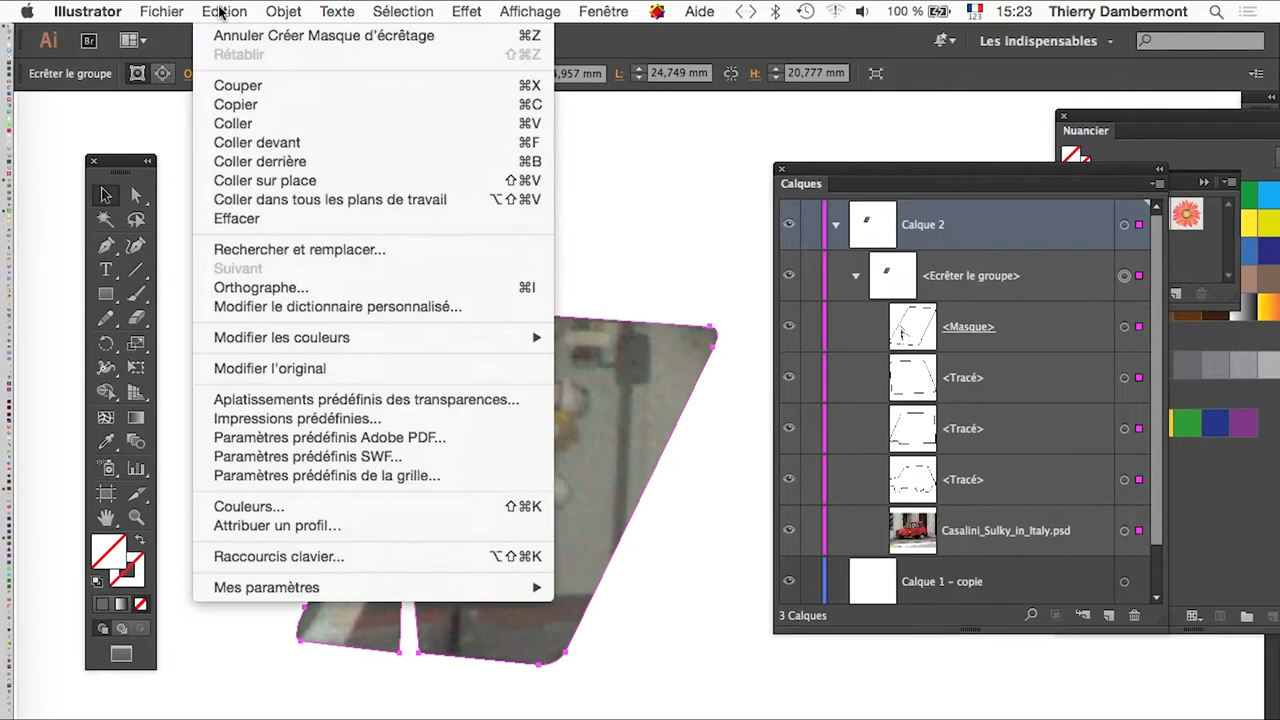 Illustrator Fichier Edition Objet Texte Sélection Effet Affichage Fenêtre Aide 100 % 123 15:23 Thierry Dambermont
Ai Br Les indispensables
Ecrêter le groupe ,957 mm L: 24,749 mm H: 20,777 mm
Annuler Créer Masque d'écrêtage ⌘Z
Rétablir ⇧⌘Z
Couper ⌘X
Copier ⌘C
Coller ⌘V
Coller devant ⌘F
Coller derrière ⌘B
Coller sur place ⇧⌘V
Coller dans tous les plans de travail ⌥⇧⌘V
Effacer
Rechercher et remplacer...
Suivant
Orthographe... ⌘I
Modifier le dictionnaire personnalisé...
Modifier les couleurs
Modifier l'original
Aplatissements prédéfinis des transparences...
Impressions prédéfinies...
Paramètres prédéfinis Adobe PDF...
Paramètres prédéfinis SWF...
Paramètres prédéfinis de la grille...
Couleurs... ⇧⌘K
Attribuer un profil...
Raccourcis clavier... ⌥⇧⌘K
Mes paramètres
Nuancier
Calques
Calque 2
<Ecrêter le groupe>
<Masque>
<Tracé>
<Tracé>
<Tracé>
Casalini_Sulky_in_Italy.psd
Calque 1 - copie
3 Calques